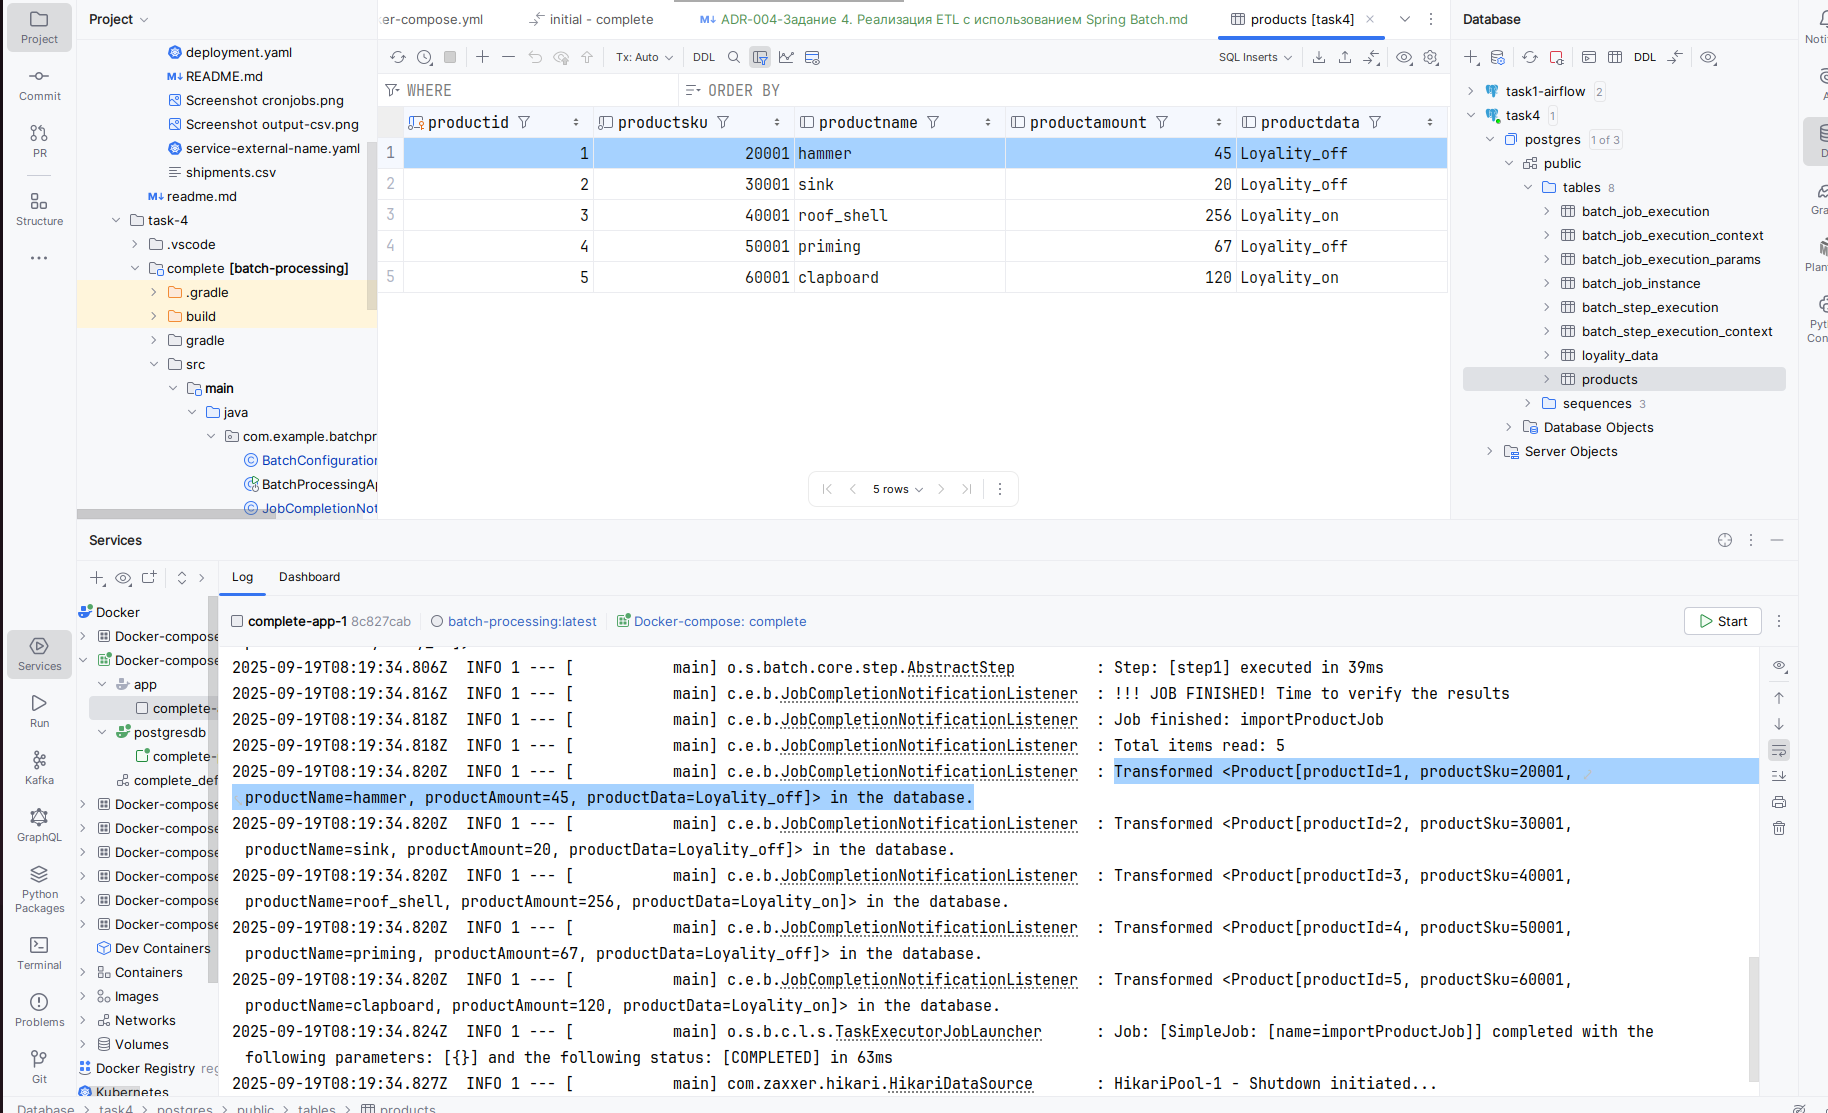 Project
Commit
PR
Structure
Project
deployment.yaml
README.md
Screenshot cronjobs.png
Screenshot output-csv.png
service-external-name.yaml
shipments.csv
readme.md
task-4
.vscode
complete [batch-processing]
.gradle
build
gradle
src
main
java
com.example.batchpr
BatchConfiguration
BatchProcessingAp
JobCompletionNot
er-compose.yml
initial - complete
ADR-004-Задание 4. Реализация ETL с использованием Spring Batch.md
products [task4]
Tx: Auto
DDL
SQL Inserts
WHERE
ORDER BY
productid productsku productname productamount productdata
1 1 20001 hammer 45 Loyality_off
2 2 30001 sink 20 Loyality_off
3 3 40001 roof_shell 256 Loyality_on
4 4 50001 priming 67 Loyality_off
5 5 60001 clapboard 120 Loyality_on
5 rows
Database
DDL
task1-airflow 2
task4 1
postgres 1 of 3
public
tables 8
batch_job_execution
batch_job_execution_context
batch_job_execution_params
batch_job_instance
batch_step_execution
batch_step_execution_context
loyality_data
products
sequences 3
Database Objects
Server Objects
Notif
A
D
Gra
Plan
Pyt
Con
Services
Run
Kafka
GraphQL
Python
Packages
Terminal
Problems
Git
Services
Docker
Docker-compose
Docker-compose
app
complete-
postgresdb
complete-
complete_def
Docker-compose
Docker-compose
Docker-compose
Docker-compose
Docker-compose
Docker-compose
Dev Containers
Containers
Images
Networks
Volumes
Docker Registry reg
Kubernetes
Log Dashboard
complete-app-1 8c827cab batch-processing:latest Docker-compose: complete
Start
2025-09-19T08:19:34.806Z INFO 1 --- [ main] o.s.batch.core.step.AbstractStep : Step: [step1] executed in 39ms
2025-09-19T08:19:34.816Z INFO 1 --- [ main] c.e.b.JobCompletionNotificationListener : !!! JOB FINISHED! Time to verify the results
2025-09-19T08:19:34.818Z INFO 1 --- [ main] c.e.b.JobCompletionNotificationListener : Job finished: importProductJob
2025-09-19T08:19:34.818Z INFO 1 --- [ main] c.e.b.JobCompletionNotificationListener : Total items read: 5
2025-09-19T08:19:34.820Z INFO 1 --- [ main] c.e.b.JobCompletionNotificationListener : Transformed <Product[productId=1, productSku=20001,
productName=hammer, productAmount=45, productData=Loyality_off]> in the database.
2025-09-19T08:19:34.820Z INFO 1 --- [ main] c.e.b.JobCompletionNotificationListener : Transformed <Product[productId=2, productSku=30001,
productName=sink, productAmount=20, productData=Loyality_off]> in the database.
2025-09-19T08:19:34.820Z INFO 1 --- [ main] c.e.b.JobCompletionNotificationListener : Transformed <Product[productId=3, productSku=40001,
productName=roof_shell, productAmount=256, productData=Loyality_on]> in the database.
2025-09-19T08:19:34.820Z INFO 1 --- [ main] c.e.b.JobCompletionNotificationListener : Transformed <Product[productId=4, productSku=50001,
productName=priming, productAmount=67, productData=Loyality_off]> in the database.
2025-09-19T08:19:34.820Z INFO 1 --- [ main] c.e.b.JobCompletionNotificationListener : Transformed <Product[productId=5, productSku=60001,
productName=clapboard, productAmount=120, productData=Loyality_on]> in the database.
2025-09-19T08:19:34.824Z INFO 1 --- [ main] o.s.b.c.l.s.TaskExecutorJobLauncher : Job: [SimpleJob: [name=importProductJob]] completed with the
following parameters: [{}] and the following status: [COMPLETED] in 63ms
2025-09-19T08:19:34.827Z INFO 1 --- [ main] com.zaxxer.hikari.HikariDataSource : HikariPool-1 - Shutdown initiated...
Database > task4 > postgres > public > tables > products